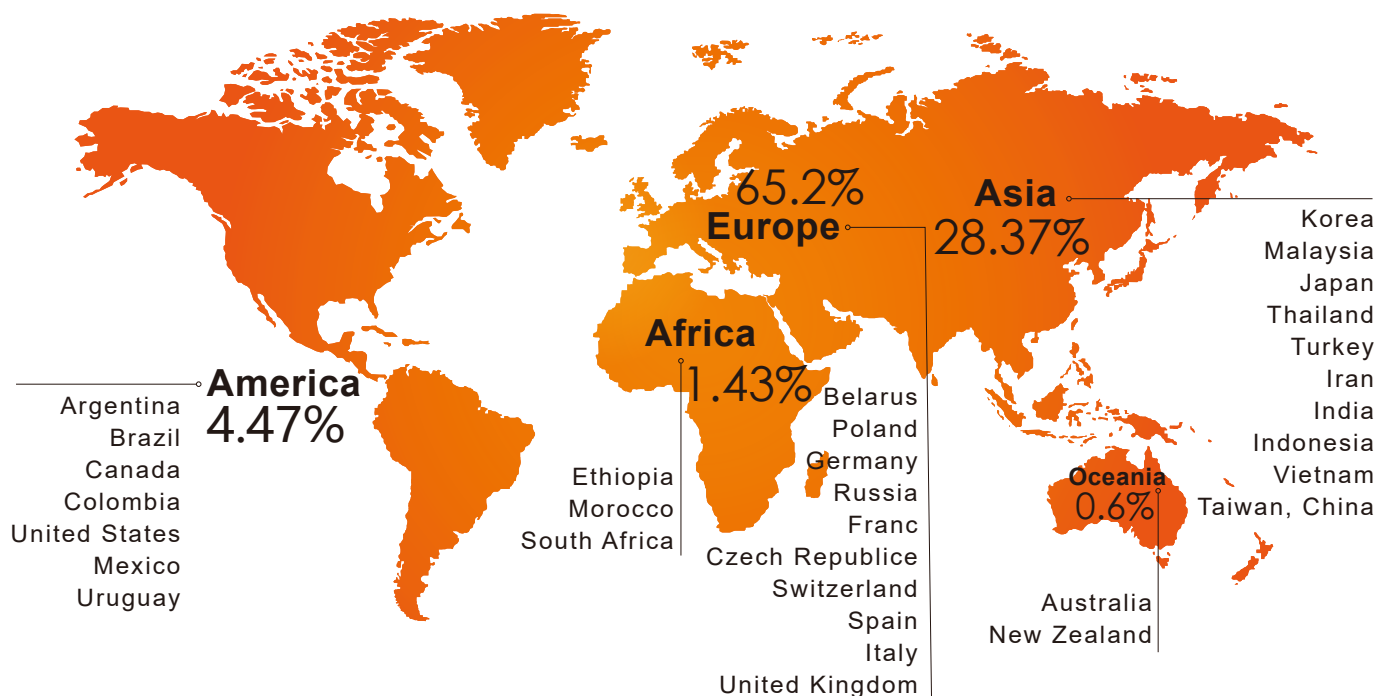 65.2%
Europe
Asia
28.37%
Korea
Malaysia
Japan
Thailand
Turkey
Iran
India
Indonesia
Vietnam
Taiwan, China
Africa
1.43%
Ethiopia
Morocco
South Africa
America
4.47%
Argentina
Brazil
Canada
Colombia
United States
Mexico
Uruguay
Belarus
Poland
Germany
Russia
Franc
Czech Republice
Switzerland
Spain
Italy
United Kingdom
Oceania
0.6%
Australia
New Zealand